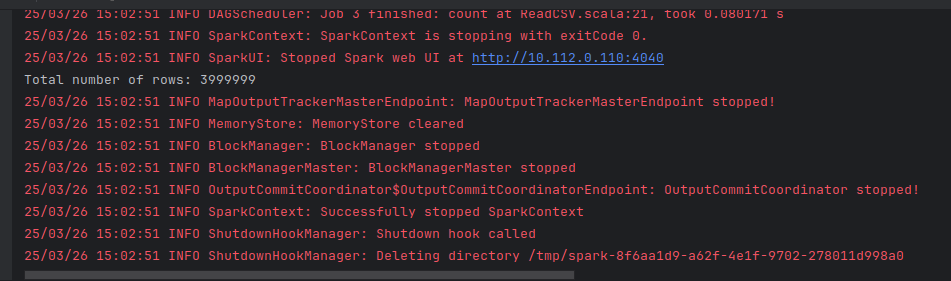 25/03/26 15:02:51 INFO DAGScheduler: Job 3 finished: count at ReadCSV.scala:21, took 0.080171 s
25/03/26 15:02:51 INFO SparkContext: SparkContext is stopping with exitCode 0.
25/03/26 15:02:51 INFO SparkUI: Stopped Spark web UI at http://10.112.0.110:4040
Total number of rows: 3999999
25/03/26 15:02:51 INFO MapOutputTrackerMasterEndpoint: MapOutputTrackerMasterEndpoint stopped!
25/03/26 15:02:51 INFO MemoryStore: MemoryStore cleared
25/03/26 15:02:51 INFO BlockManager: BlockManager stopped
25/03/26 15:02:51 INFO BlockManagerMaster: BlockManagerMaster stopped
25/03/26 15:02:51 INFO OutputCommitCoordinator$OutputCommitCoordinatorEndpoint: OutputCommitCoordinator stopped!
25/03/26 15:02:51 INFO SparkContext: Successfully stopped SparkContext
25/03/26 15:02:51 INFO ShutdownHookManager: Shutdown hook called
25/03/26 15:02:51 INFO ShutdownHookManager: Deleting directory /tmp/spark-8f6aa1d9-a62f-4e1f-9702-278011d998a0